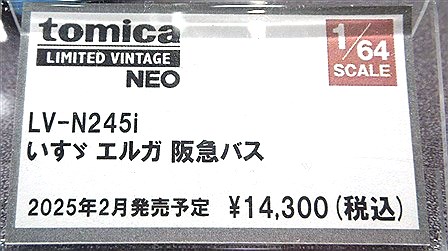 tomica
LIMITED VINTAGE
NEO
1/64
SCALE
LV-N245i
いすゞ エルガ 阪急バス
2025年2月発売予定 ¥14,300(税込)